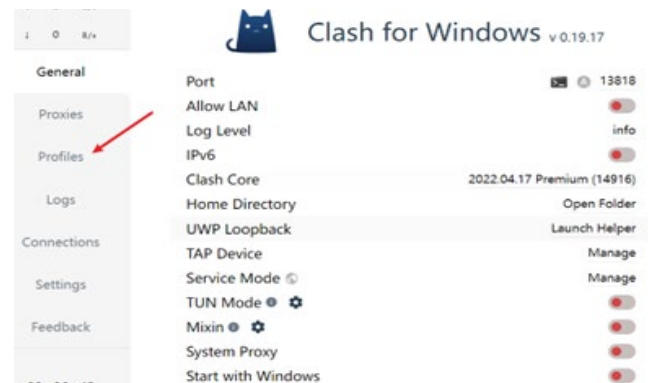 Clash for Windows v 0.19.17
General
Proxies
Profiles
Logs
Connections
Settings
Feedback
Port 13818
Allow LAN
Log Level info
IPv6
Clash Core 2022.04.17 Premium (14916)
Home Directory Open Folder
UWP Loopback Launch Helper
TAP Device Manage
Service Mode Manage
TUN Mode
Mixin
System Proxy
Start with Windows